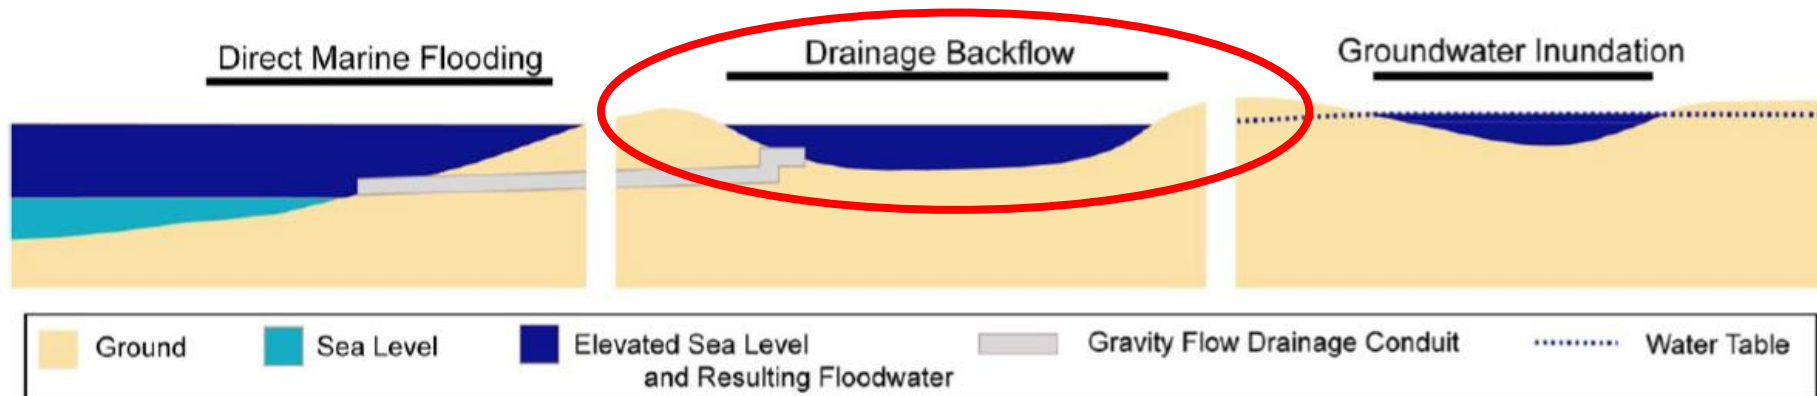 Direct Marine Flooding
Drainage Backflow
Groundwater Inundation
Ground
Sea Level
Elevated Sea Level
and Resulting Floodwater
Gravity Flow Drainage Conduit
Water Table